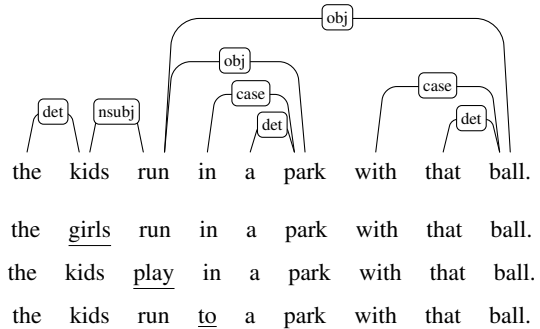 obj
obj
case case
det nsubj det det
the kids run in a park with that ball.
the girls run in a park with that ball.
the kids play in a park with that ball.
the kids run to a park with that ball.